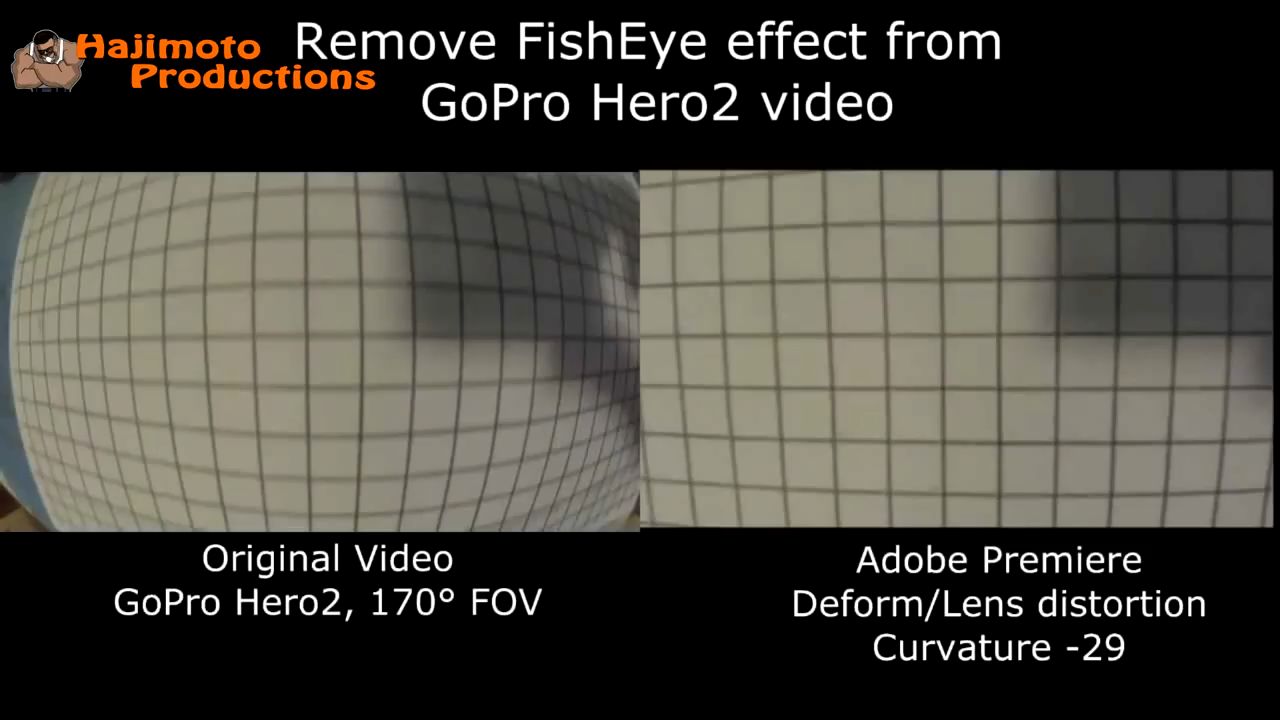 Hajimoto
Productions
Remove FishEye effect from
GoPro Hero2 video
Original Video
GoPro Hero2, 170° FOV
Adobe Premiere
Deform/Lens distortion
Curvature -29